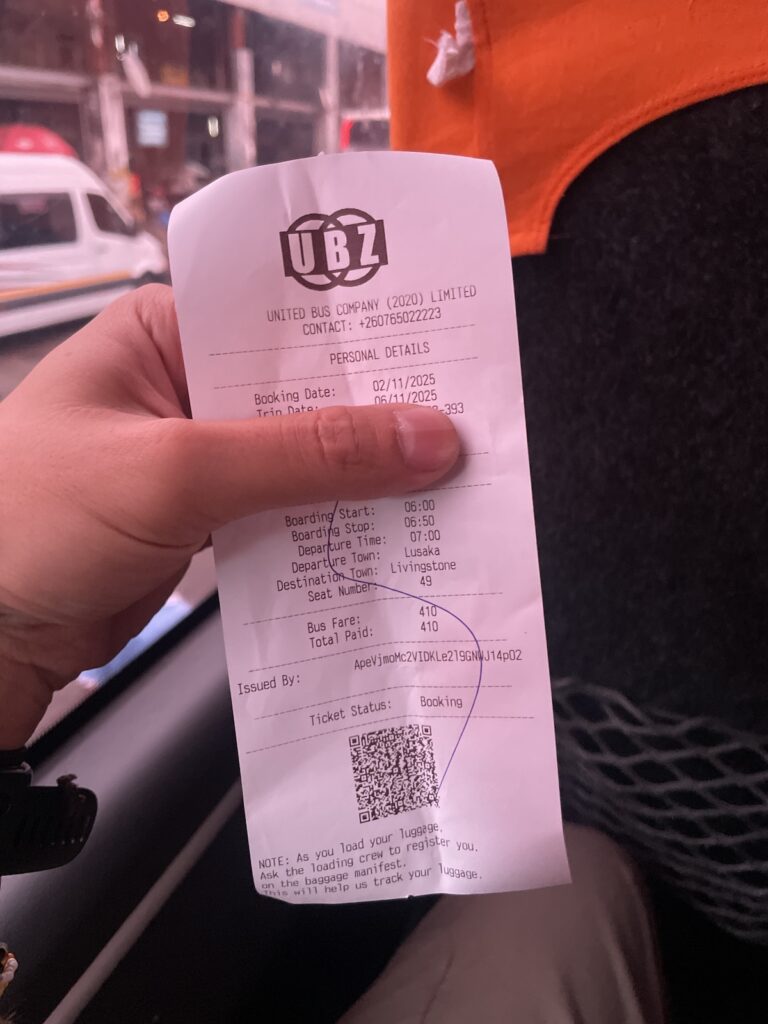 UBZ
UNITED BUS COMPANY (2020) LIMITED
CONTACT: +260765022223
PERSONAL DETAILS
Booking Date: 02/11/2025
Trip Date: 06/11/2025
-393
Boarding Start: 06:00
Boarding Stop: 06:50
Departure Time: 07:00
Departure Town: Lusaka
Destination Town: Livingstone
Seat Number: 49
Bus Fare: 410
Total Paid: 410
Issued By: ApeVjmoMc2VIDKLe2l9GNWJ14pO2
Ticket Status: Booking
NOTE: As you load your luggage,
Ask the loading crew to register you,
on the baggage manifest.
This will help us track your luggage.